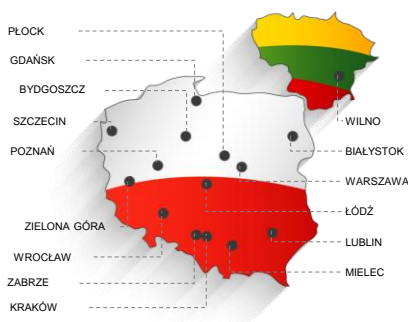 PŁOCK
GDAŃSK
BYDGOSZCZ
SZCZECIN
POZNAŃ
ZIELONA GÓRA
WROCŁAW
ZABRZE
KRAKÓW
WILNO
BIAŁYSTOK
WARSZAWA
ŁÓDŹ
LUBLIN
MIELEC